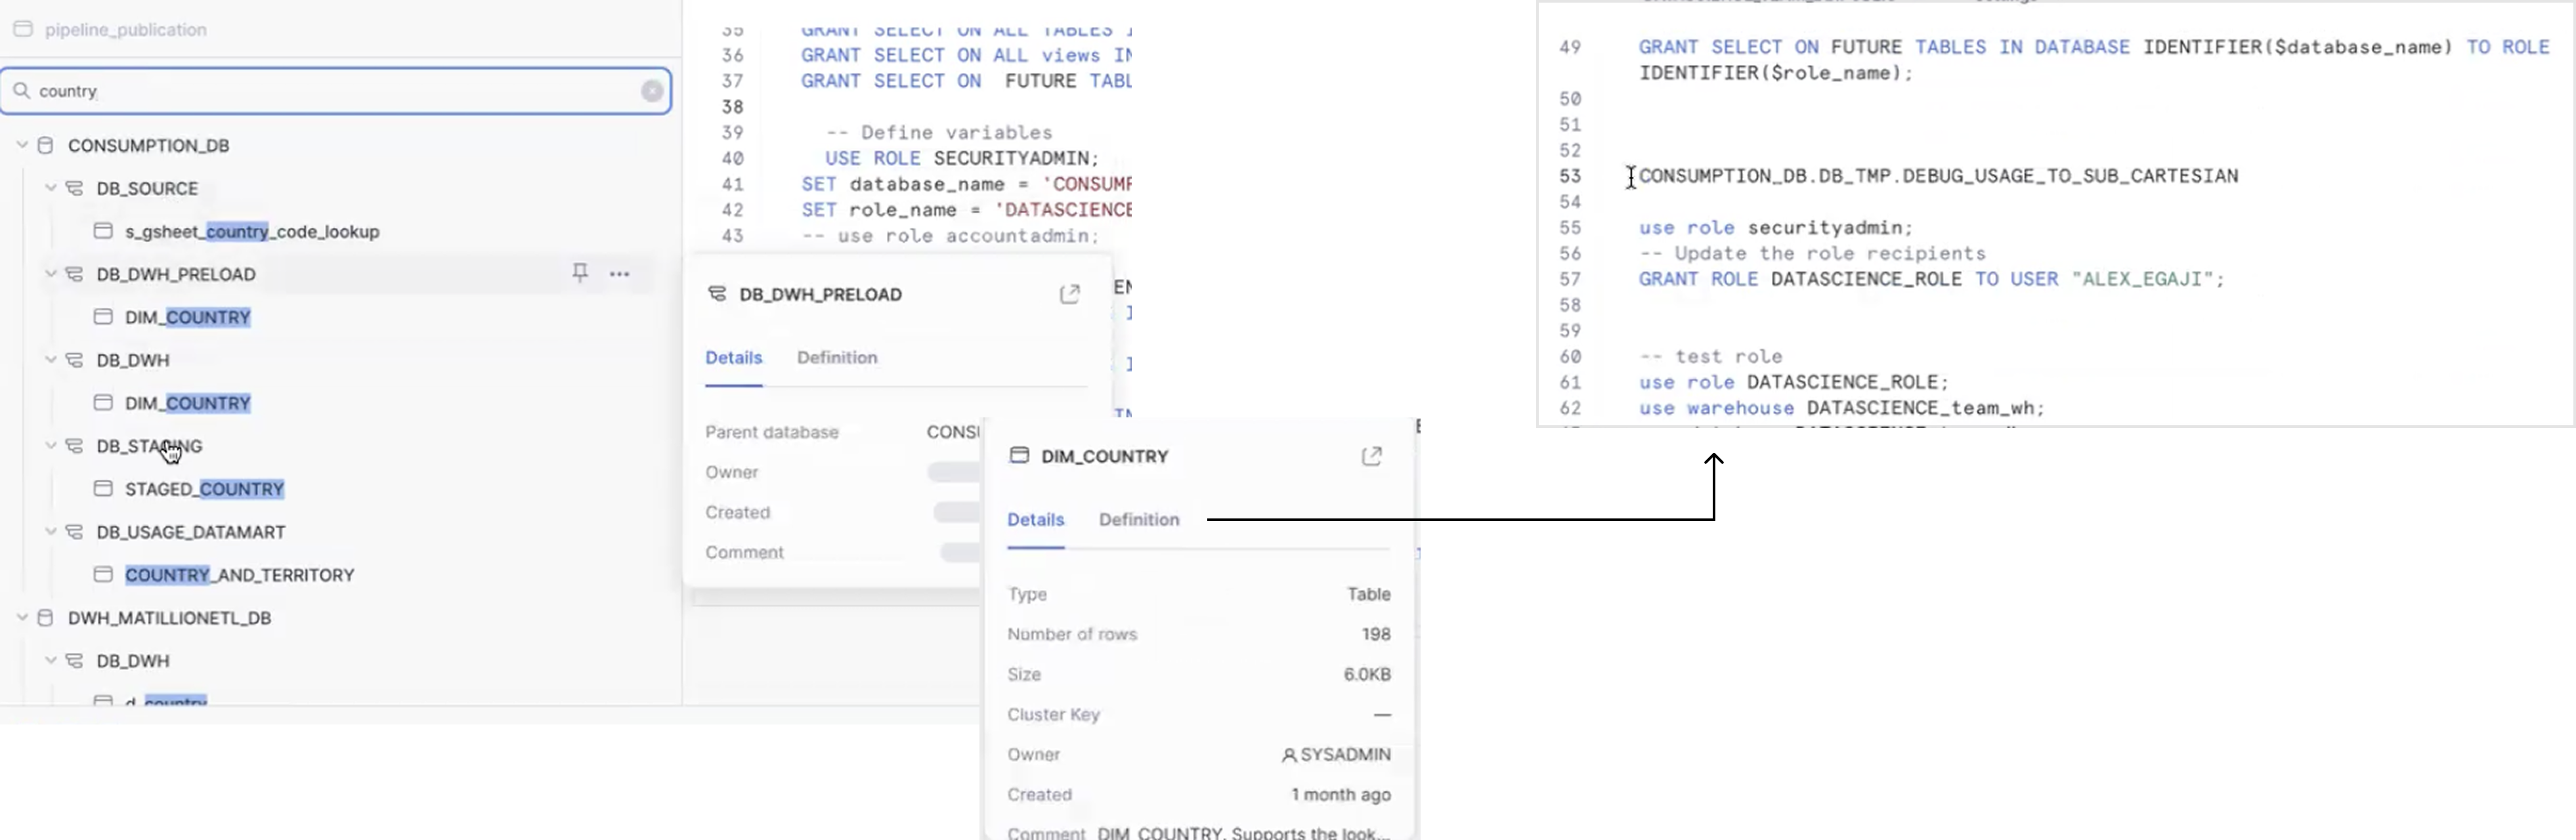 pipeline_publication
country
CONSUMPTION_DB
DB_SOURCE
s_gsheet_country_code_lookup
DB_DWH_PRELOAD
DIM_COUNTRY
DB_DWH
DIM_COUNTRY
DB_STAGING
STAGED_COUNTRY
DB_USAGE_DATAMART
COUNTRY_AND_TERRITORY
DWH_MATILLIONETL_DB
DB_DWH
d_country
35 GRANT SELECT ON ALL TABLES I
36 GRANT SELECT ON ALL views IN
37 GRANT SELECT ON  FUTURE TABL
38
39 -- Define variables
40 USE ROLE SECURITYADMIN;
41 SET database_name = 'CONSUMP
42 SET role_name = 'DATASCIENCE
43 -- use role accountadmin;
DB_DWH_PRELOAD
Details Definition
Parent database CONSU
Owner
Created
Comment
DIM_COUNTRY
Details Definition
Type Table
Number of rows 198
Size 6.0KB
Cluster Key —
Owner SYSADMIN
Created 1 month ago
Comment DIM_COUNTRY. Supports the look...
49 GRANT SELECT ON FUTURE TABLES IN DATABASE IDENTIFIER($database_name) TO ROLE
IDENTIFIER($role_name);
50
51
52
53 CONSUMPTION_DB.DB_TMP.DEBUG_USAGE_TO_SUB_CARTESIAN
54
55 use role securityadmin;
56 -- Update the role recipients
57 GRANT ROLE DATASCIENCE_ROLE TO USER "ALEX_EGAJI";
58
59
60 -- test role
61 use role DATASCIENCE_ROLE;
62 use warehouse DATASCIENCE_team_wh;